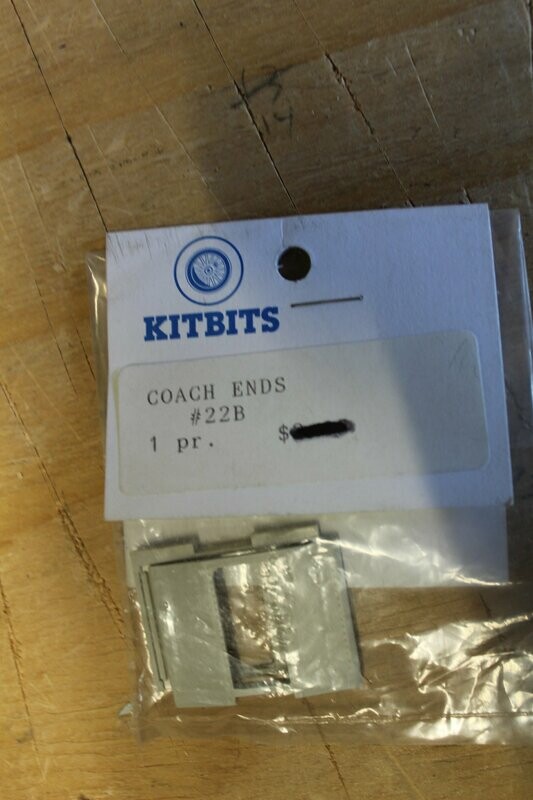 KITBITS
COACH ENDS
#22B
1 pr. $